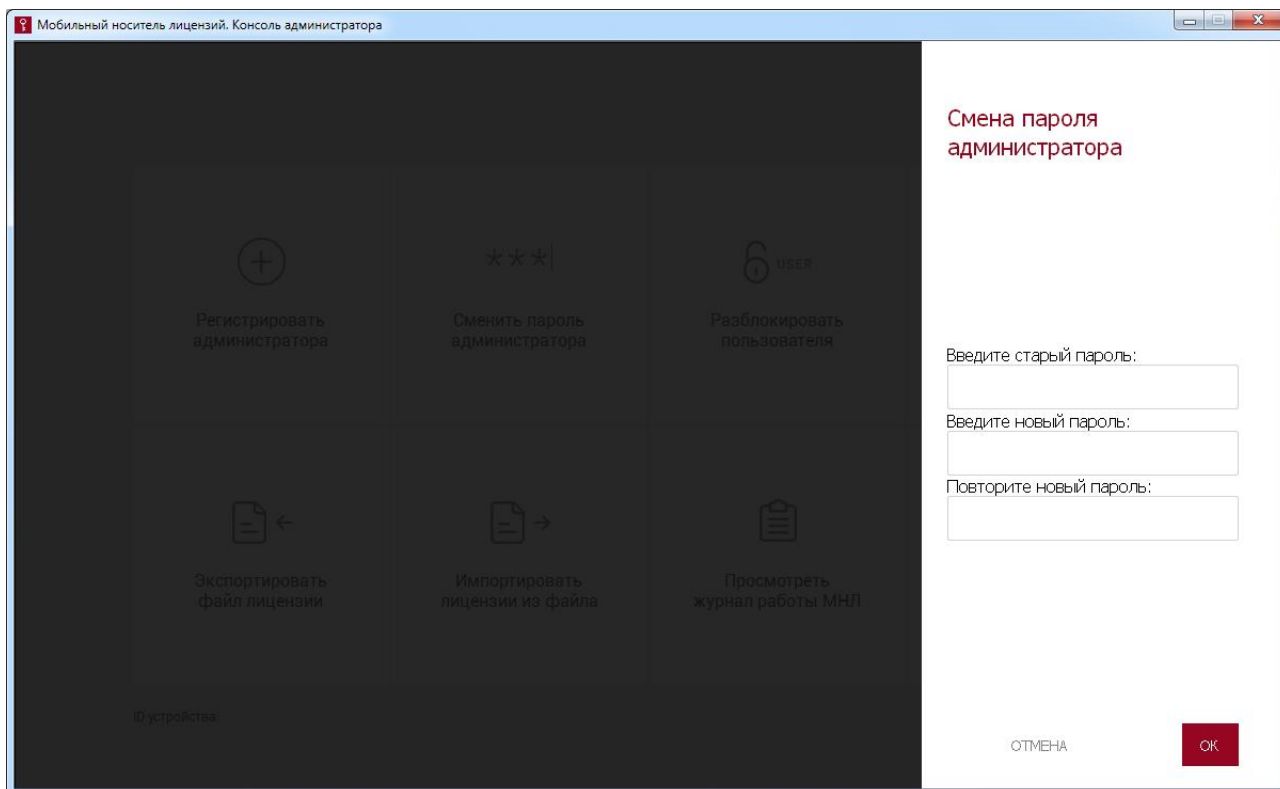 Мобильный носитель лицензий. Консоль администратора
Смена пароля
администратора
***|
USER
Регистрировать
администратора
Сменить пароль
администратора
Разблокировать
пользователя
Введите старый пароль:
Введите новый пароль:
Повторите новый пароль:
Экспортировать
файл лицензии
Импортировать
лицензии из файла
Просмотреть
журнал работы МНЛ
ID устройства:
ОТМЕНА
ОК